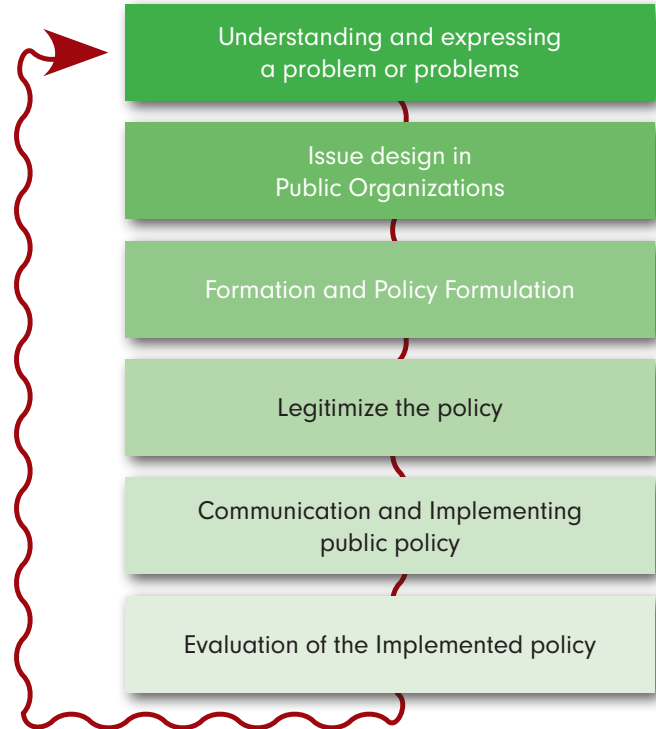 Understanding and expressing
a problem or problems
Issue design in
Public Organizations
Formation and Policy Formulation
Legitimize the policy
Communication and Implementing
public policy
Evaluation of the Implemented policy